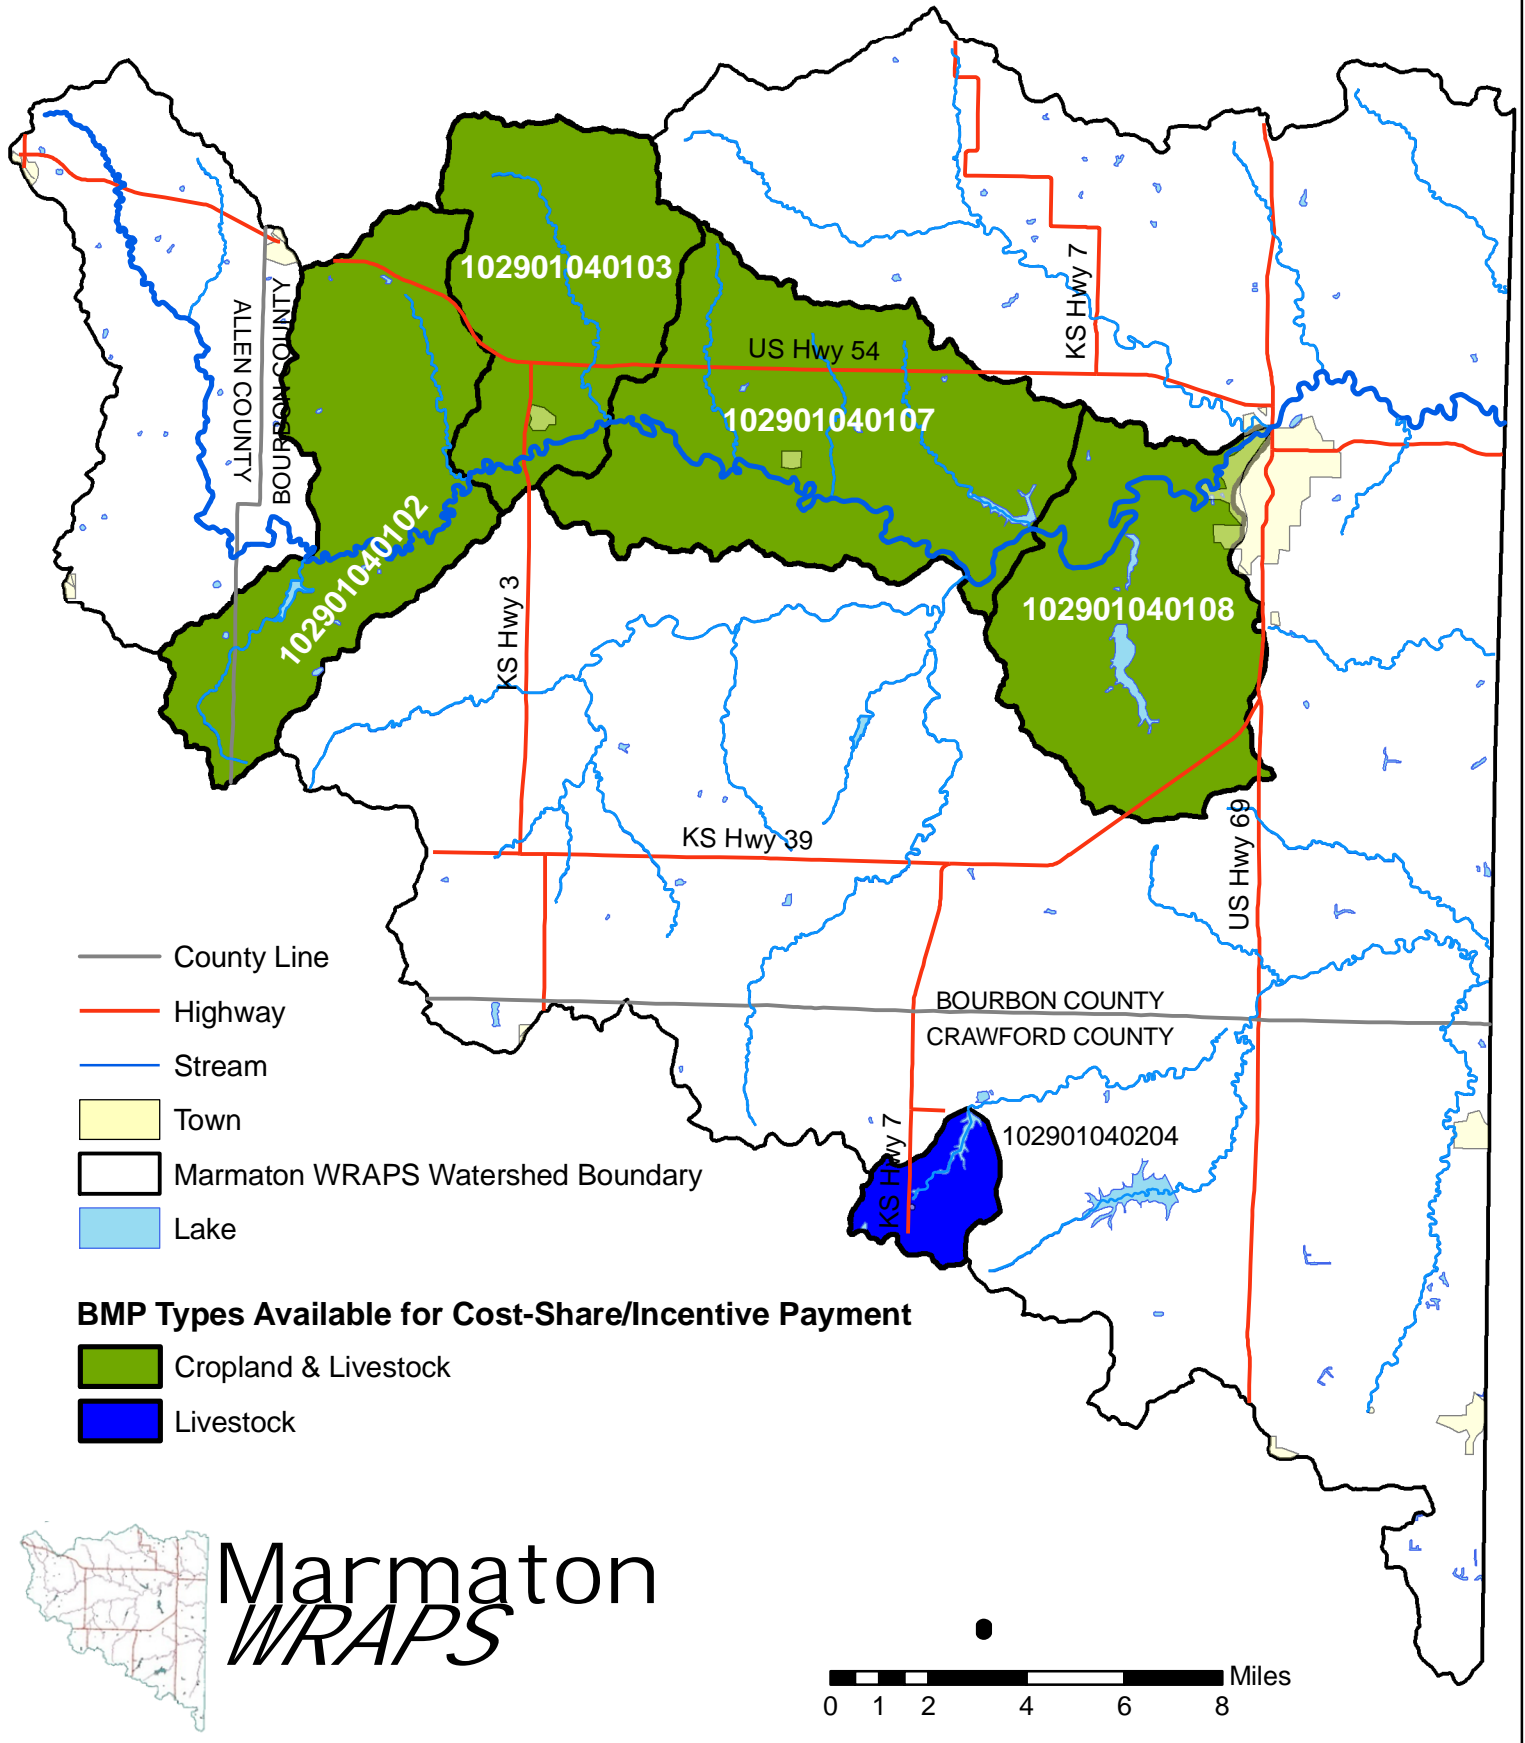 102901040103
KS Hwy 7
ALLEN COUNTY
BOURBON COUNTY
US Hwy 54
102901040107
102901040102
KS Hwy 3
102901040108
KS Hwy 39
US Hwy 69
County Line
Highway
Stream
Town
Marmaton WRAPS Watershed Boundary
Lake
BOURBON COUNTY
CRAWFORD COUNTY
102901040204
KS Hwy 7
BMP Types Available for Cost-Share/Incentive Payment
Cropland & Livestock
Livestock
Marmaton
WRAPS
Miles
0 1 2 4 6 8